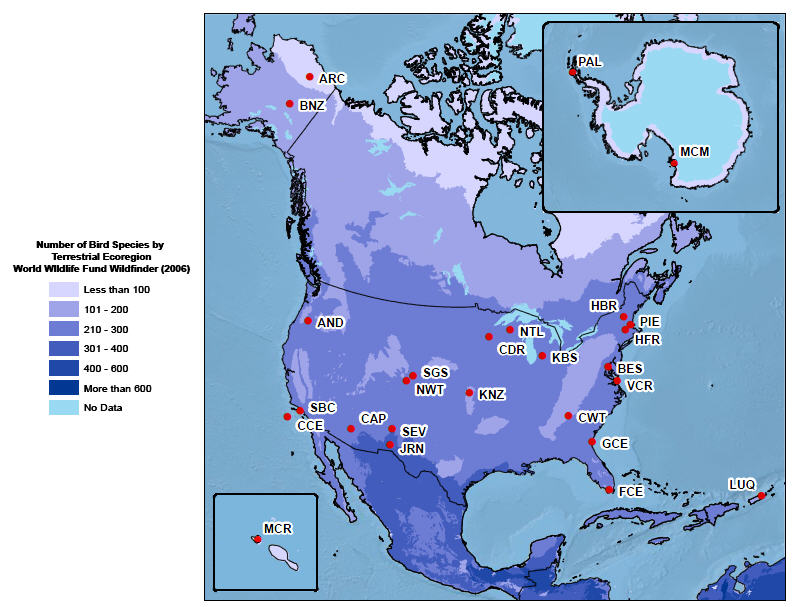 Number of Bird Species by
Terrestrial Ecoregion
World Wildlife Fund Wildfinder (2006)
Less than 100
101 - 200
210 - 300
301 - 400
400 - 600
More than 600
No Data
ARC
BNZ
PAL
MCM
AND
NTL
CDR
KBS
HBR
PIE
HFR
BES
VCR
SGS
NWT
KNZ
SBC
CCE
CAP
SEV
JRN
CWT
GCE
FCE
LUQ
MCR